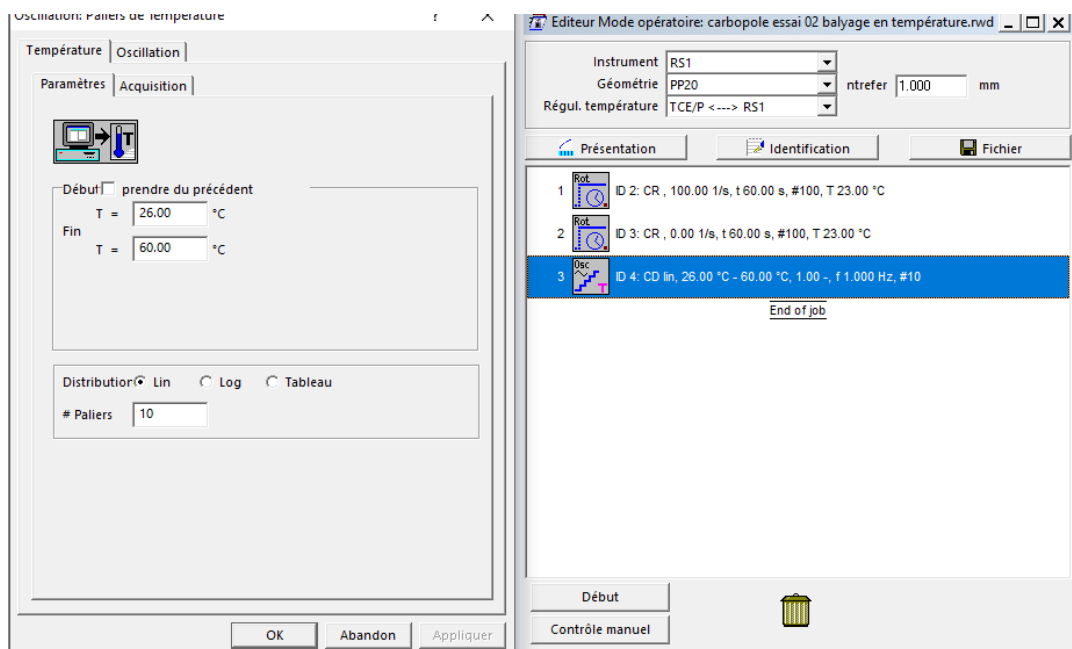 Oscillation: Paliers de Température ? X
Température Oscillation
Paramètres Acquisition
T
Début prendre du précédent
T = 26.00 °C
Fin
T = 60.00 °C
Distribution Lin Log Tableau
# Paliers 10
OK Abandon Appliquer
Editeur Mode opératoire: carbopole essai 02 balyage en température.rwd
Instrument RS1
Géométrie PP20 ntrefer 1.000 mm
Régul. température TCE/P <---> RS1
Présentation Identification Fichier
1 Rot ID 2: CR , 100.00 1/s, t 60.00 s, #100, T 23.00 °C
2 Rot ID 3: CR , 0.00 1/s, t 60.00 s, #100, T 23.00 °C
3 Osc T ID 4: CD lin, 26.00 °C - 60.00 °C, 1.00 -, f 1.000 Hz, #10
End of job
Début
Contrôle manuel